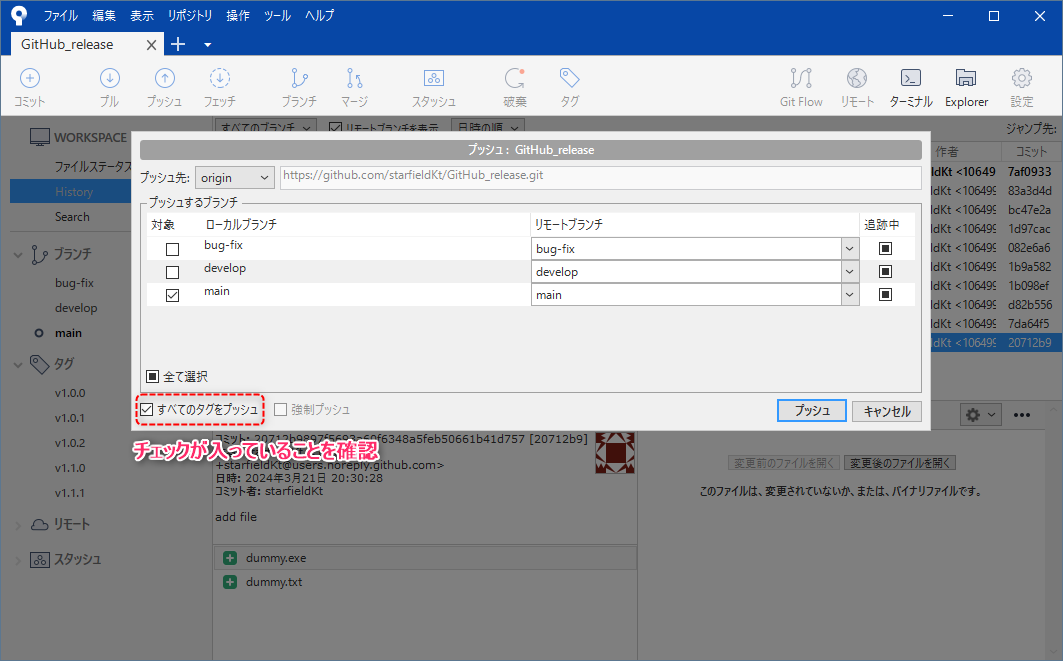 ファイル 編集 表示 リポジトリ 操作 ツール ヘルプ
GitHub_release
コミット プル プッシュ フェッチ ブランチ マージ スタッシュ 破棄 タグ Git Flow リモート ターミナル Explorer 設定
すべてのブランチ リモートブランチを表示 日時の順 ジャンプ先:
WORKSPACE
ファイルステータス
History
Search
ブランチ
bug-fix
develop
main
タグ
v1.0.0
v1.0.1
v1.0.2
v1.1.0
v1.1.1
リモート
スタッシュ
プッシュ: GitHub_release
プッシュ先: origin https://github.com/starfieldKt/GitHub_release.git
プッシュするブランチ
対象 ローカルブランチ リモートブランチ 追跡中
bug-fix bug-fix
develop develop
main main
全て選択
すべてのタグをプッシュ 強制プッシュ プッシュ キャンセル
チェックが入っていることを確認
作者 コミット
ldKt <10649 7af0933
ldKt <106499 83a3d4d
ldKt <106499 bc47e2a
ldKt <106499 1d97cac
ldKt <106499 082e6a6
ldKt <106499 1b9a582
ldKt <106499 1b098ef
ldKt <106499 d82b556
ldKt <106499 7da64f5
ldKt <106499 20712b9
[20712b9]
+starfieldKt@users.noreply.github.com>
日時: 2024年3月21日 20:30:28
コミット者: starfieldKt
add file
dummy.exe
dummy.txt
変更前のファイルを開く 変更後のファイルを開く
このファイルは、変更されていないか、または、バイナリファイルです。